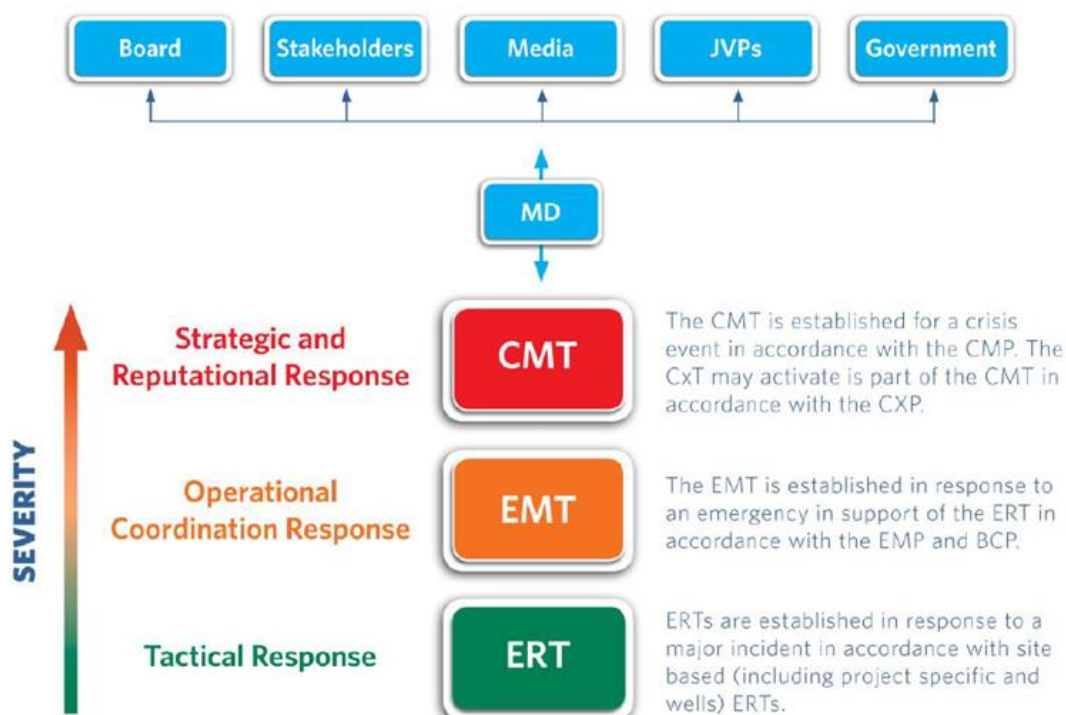 Board
Stakeholders
Media
JVPs
Government
MD
SEVERITY
Strategic and
Reputational Response
CMT
The CMT is established for a crisis
event in accordance with the CMP. The
CxT may activate is part of the CMT in
accordance with the CXP.
Operational
Coordination Response
EMT
The EMT is established in response to
an emergency in support of the ERT in
accordance with the EMP and BCP.
Tactical Response
ERT
ERTs are established in response to a
major incident in accordance with site
based (including project specific and
wells) ERTs.